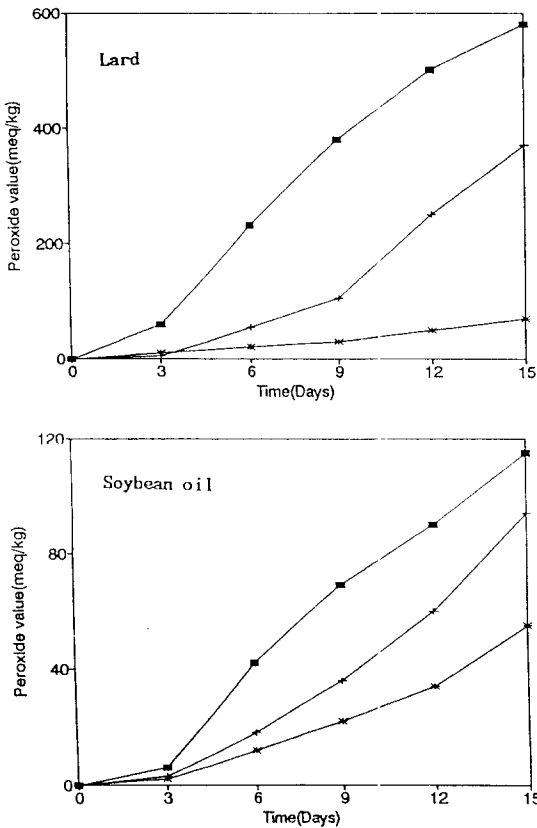 600
Lard
400
Peroxide value(meq/kg)
200
0
0 3 6 9 12 15
Time(Days)
120
Soybean oil
80
Peroxide value(meq/kg)
40
0
0 3 6 9 12 15
Time(Days)